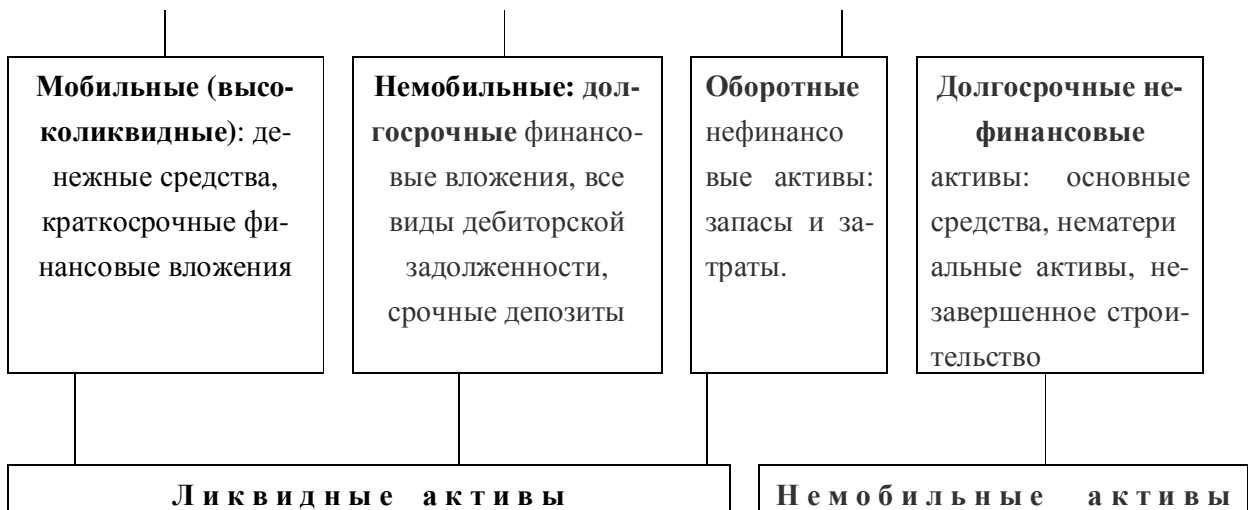 Мобильные (высо-
коликвидные): де-
нежные средства,
краткосрочные фи-
нансовые вложения
Немобильные: дол-
госрочные финансо-
вые вложения, все
виды дебиторской
задолженности,
срочные депозиты
Оборотные
нефинансо
вые активы:
запасы и за-
траты.
Долгосрочные не-
финансовые
активы: основные
средства, нематери
альные активы, не-
завершенное строи-
тельство
Ликвидные активы
Немобильные активы